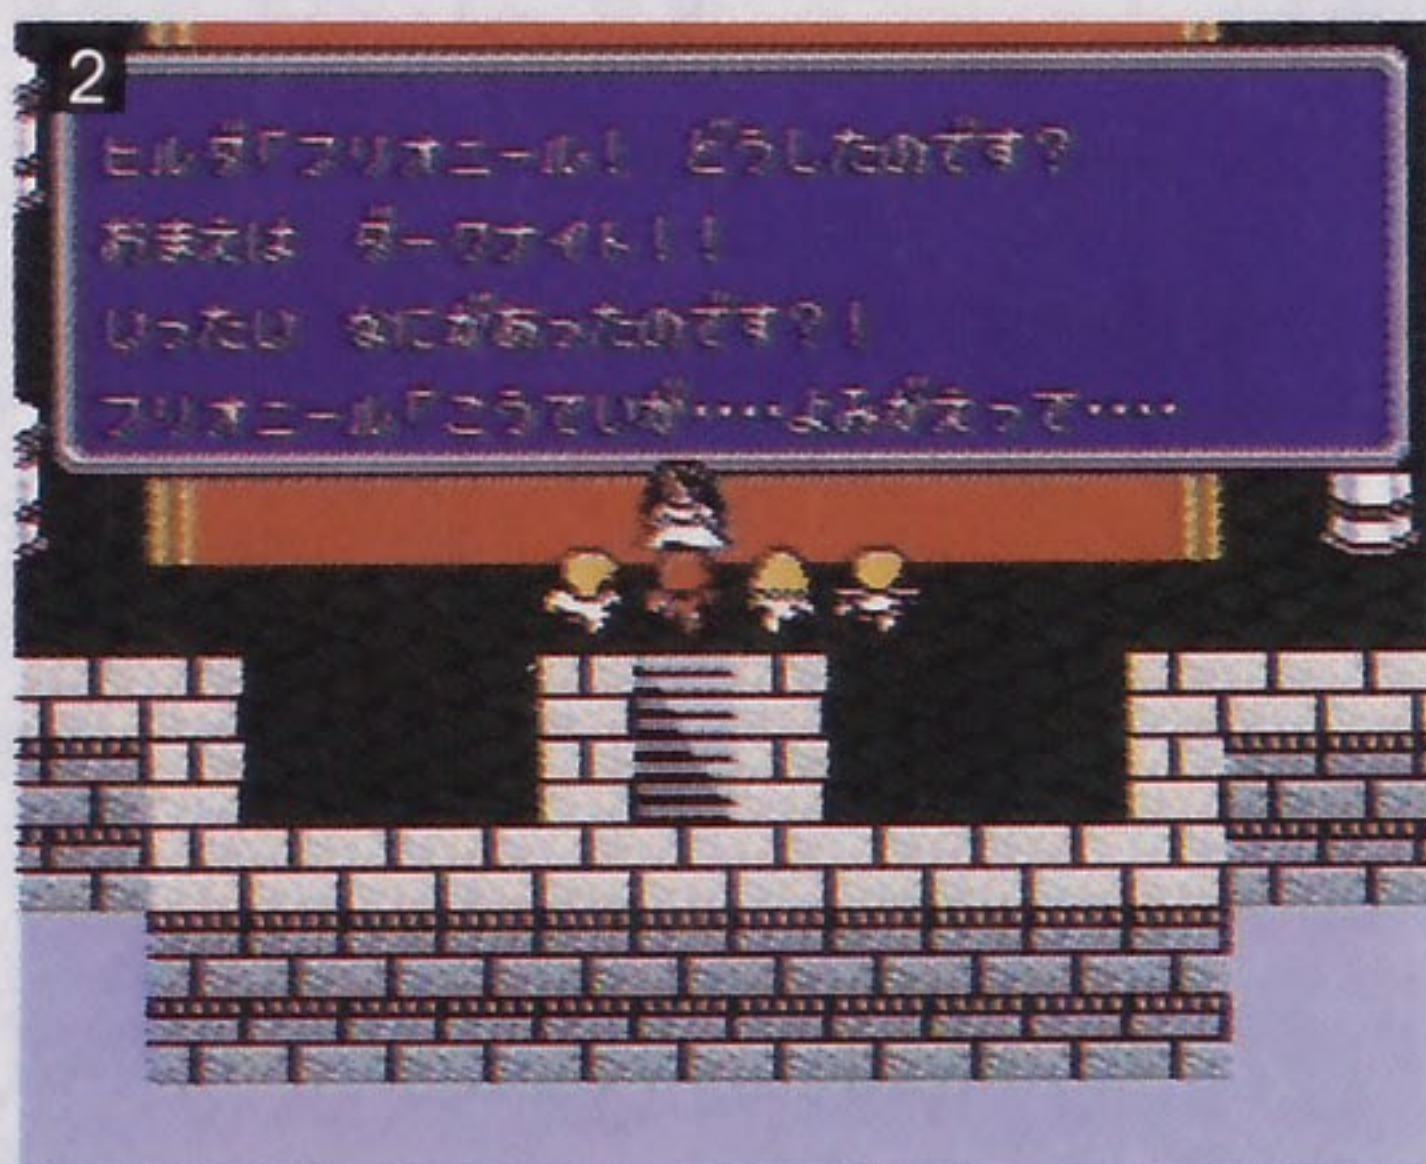 2
ヒルダ「フリオニール！ どうしたのです？
おまえは ダークナイト！！
いったい なにがあったのです？！
フリオニール「こうていが‥‥よみがえって‥‥